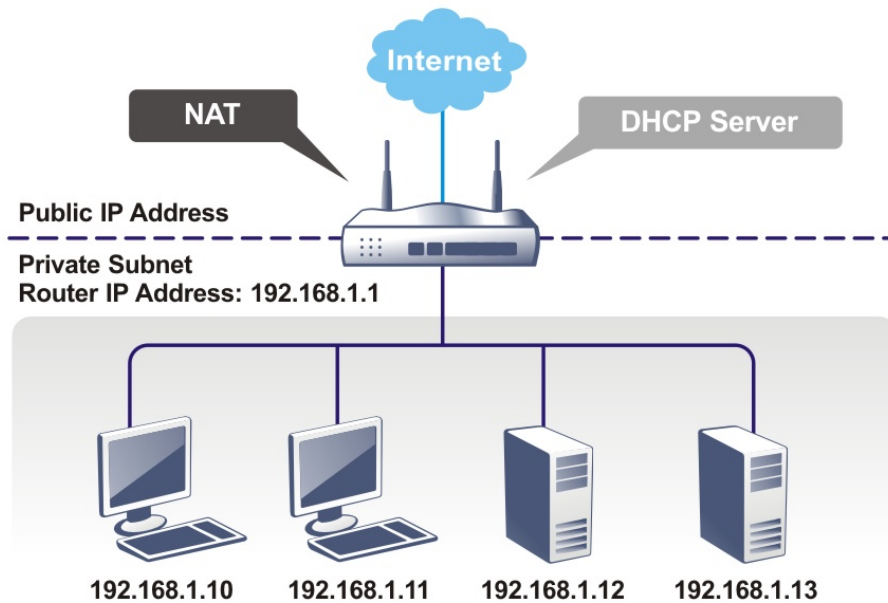 Internet
NAT
DHCP Server
Public IP Address
Private Subnet
Router IP Address: 192.168.1.1
192.168.1.10
192.168.1.11
192.168.1.12
192.168.1.13